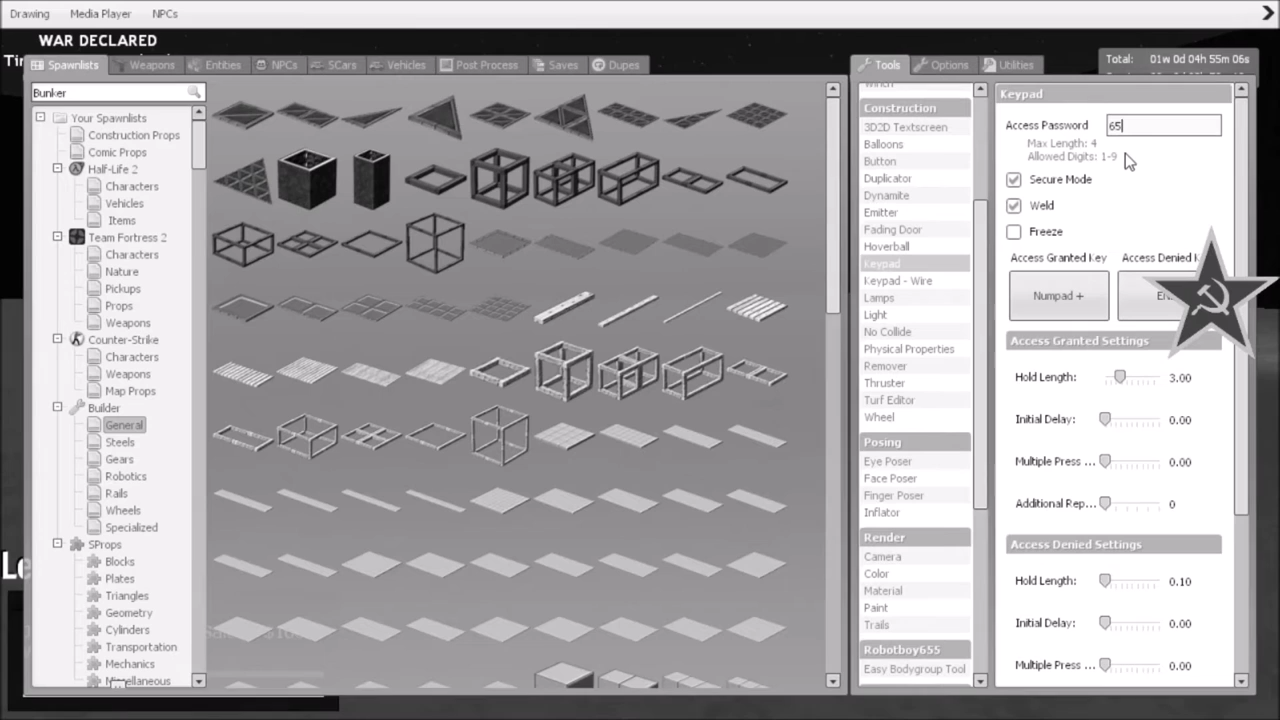 Drawing Media Player NPCs
WAR DECLARED
Spawnlists Weapons Entities NPCs SCars Vehicles Post Process Saves Dupes
Tools Options Utilities
Total: 01w 0d 04h 55m 06s
Bunker
Your Spawnlists
Construction Props
Comic Props
Half-Life 2
Characters
Vehicles
Items
Team Fortress 2
Characters
Nature
Pickups
Props
Weapons
Counter-Strike
Characters
Weapons
Map Props
Builder
General
Steels
Gears
Robotics
Rails
Wheels
Specialized
SProps
Blocks
Plates
Triangles
Geometry
Cylinders
Transportation
Mechanics
Miscellaneous
Construction
3D2D Textscreen
Balloons
Button
Duplicator
Dynamite
Emitter
Fading Door
Hoverball
Keypad
Keypad - Wire
Lamps
Light
No Collide
Physical Properties
Remover
Thruster
Turf Editor
Wheel
Posing
Eye Poser
Face Poser
Finger Poser
Inflator
Render
Camera
Color
Material
Paint
Trails
Robotboy655
Easy Bodygroup Tool
Keypad
Access Password 65
Max Length: 4
Allowed Digits: 1-9
Secure Mode
Weld
Freeze
Access Granted Key Access Denied K
Numpad +
Access Granted Settings
Hold Length: 3.00
Initial Delay: 0.00
Multiple Press ... 0.00
Additional Rep... 0
Access Denied Settings
Hold Length: 0.10
Initial Delay: 0.00
Multiple Press ... 0.00